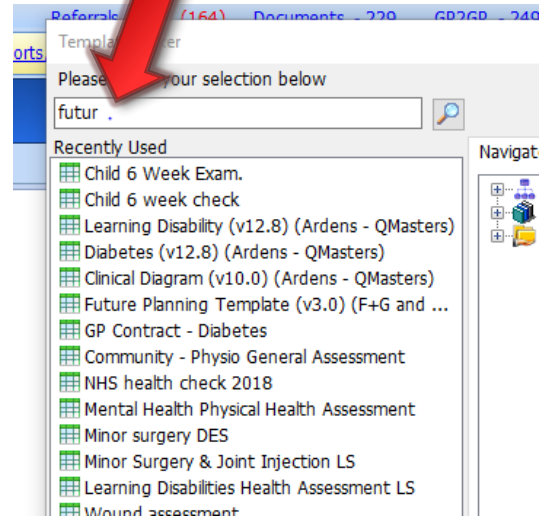 Referrals (164) Documents - 229 GP2GP - 249
orts
Please your selection below
futur .
Recently Used
Navigat
Child 6 Week Exam.
Child 6 week check
Learning Disability (v12.8) (Ardens - QMasters)
Diabetes (v12.8) (Ardens - QMasters)
Clinical Diagram (v10.0) (Ardens - QMasters)
Future Planning Template (v3.0) (F+G and ...
GP Contract - Diabetes
Community - Physio General Assessment
NHS health check 2018
Mental Health Physical Health Assessment
Minor surgery DES
Minor Surgery & Joint Injection LS
Learning Disabilities Health Assessment LS
Wound assessment